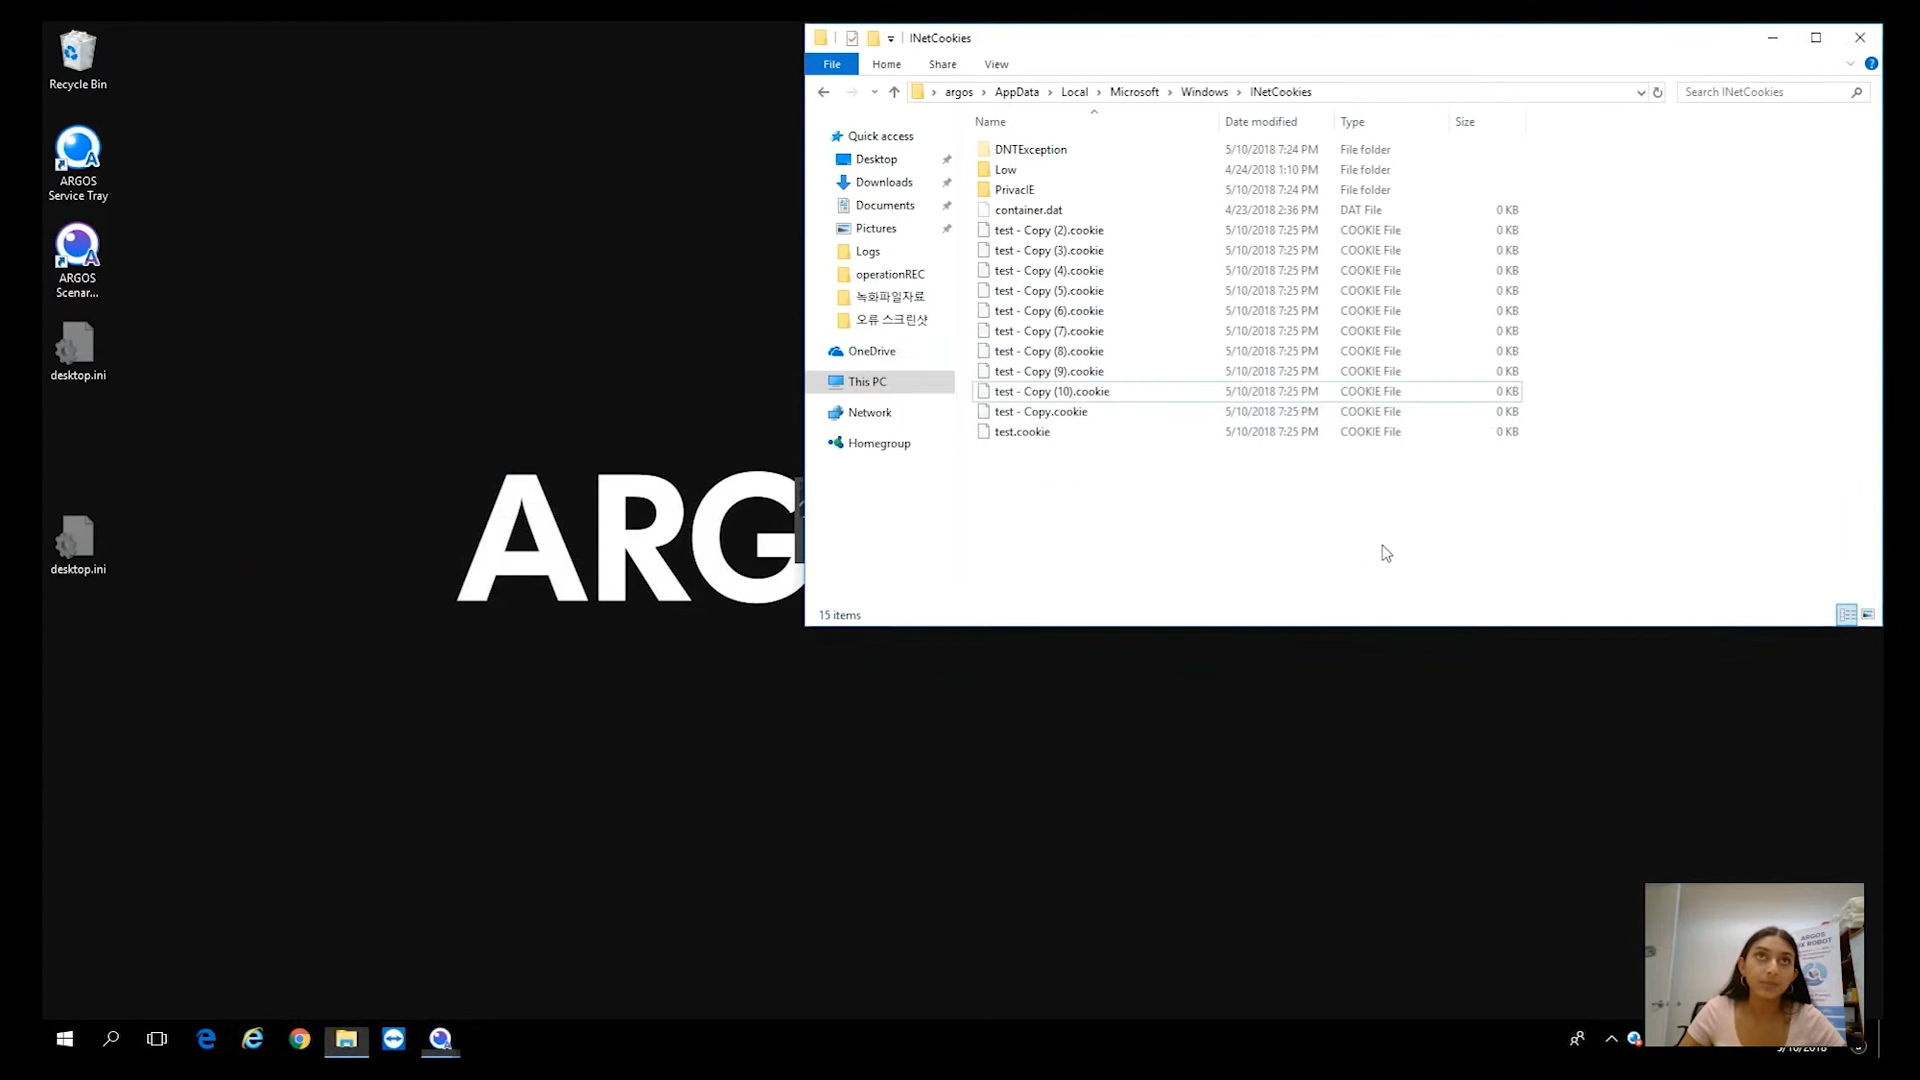 Recycle Bin
ARGOS
Service Tray
ARGOS
Scenar...
desktop.ini
desktop.ini
ARG
INetCookies
File Home Share View
argos › AppData › Local › Microsoft › Windows › INetCookies
Search INetCookies
Quick access
Desktop
Downloads
Documents
Pictures
Logs
operationREC
녹화파일자료
오류 스크린샷
OneDrive
This PC
Network
Homegroup
Name Date modified Type Size
DNTException 5/10/2018 7:24 PM File folder
Low 4/24/2018 1:10 PM File folder
PrivacIE 5/10/2018 7:24 PM File folder
container.dat 4/23/2018 2:36 PM DAT File 0 KB
test - Copy (2).cookie 5/10/2018 7:25 PM COOKIE File 0 KB
test - Copy (3).cookie 5/10/2018 7:25 PM COOKIE File 0 KB
test - Copy (4).cookie 5/10/2018 7:25 PM COOKIE File 0 KB
test - Copy (5).cookie 5/10/2018 7:25 PM COOKIE File 0 KB
test - Copy (6).cookie 5/10/2018 7:25 PM COOKIE File 0 KB
test - Copy (7).cookie 5/10/2018 7:25 PM COOKIE File 0 KB
test - Copy (8).cookie 5/10/2018 7:25 PM COOKIE File 0 KB
test - Copy (9).cookie 5/10/2018 7:25 PM COOKIE File 0 KB
test - Copy (10).cookie 5/10/2018 7:25 PM COOKIE File 0 KB
test - Copy.cookie 5/10/2018 7:25 PM COOKIE File 0 KB
test.cookie 5/10/2018 7:25 PM COOKIE File 0 KB
15 items
ARGOS
ROBOT
5/10/2018